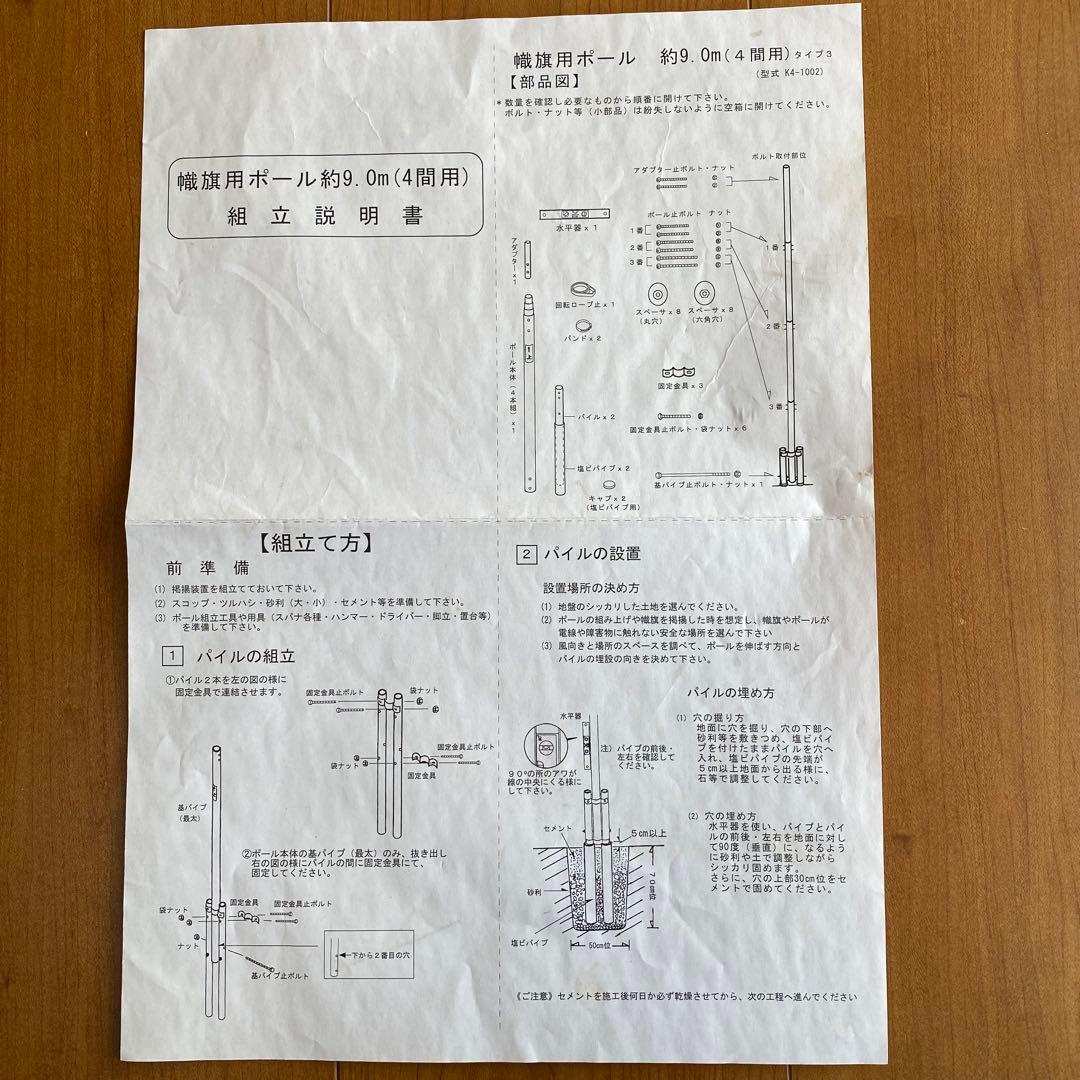 幟旗用ポール約9.0m(4間用)
組立説明書
幟旗用ポール 約9.0m(4間用)タイプ3
(型式 K4-1002)
【部品図】
*数量を確認し必要なものから順番に開けて下さい。
ボルト・ナット等(小部品)は紛失しないように空箱に開けてください。
ボルト取付部位
アダプター止ボルト・ナット
水平器x1
ポール止ボルト ナット
1番
2番
3番
1番
2番
3番
アダプターx1
回転ロープ止x1
バンドx2
スペーサx8
(丸穴)
スペーサx8
(六角穴)
1上
ポール本体(4本組)x1
固定金具x3
パイルx2
固定金具止ボルト・袋ナットx6
塩ビパイプx2
キャプx2
(塩ビパイプ用)
基パイプ止ボルト・ナットx1
【組立て方】
前準備
(1) 掲揚装置を組立てておいて下さい。
(2) スコップ・ツルハシ・砂利(大・小)・セメント等を準備して下さい。
(3) ポール組立工具や用具(スパナ各種・ハンマー・ドライバー・脚立・置台等)
を準備して下さい。
1 パイルの組立
①パイル2本を左の図の様に
固定金具で連結させます。
固定金具止ボルト
袋ナット
固定金具止ボルト
袋ナット
固定金具
基パイプ
(最太)
②ポール本体の基パイプ(最太)のみ、抜き出し
右の図の様にパイルの間に固定金具にて、
固定してください。
袋ナット
固定金具
固定金具止ボルト
ナット
基パイプ止ボルト
下から2番目の穴
2 パイルの設置
設置場所の決め方
(1) 地盤のシッカリした土地を選んでください。
(2) ポールの組み上げや幟旗を掲揚した時を想定し、幟旗やポールが
電線や障害物に触れない安全な場所を選んで下さい
(3) 風向きと場所のスペースを調べて、ポールを伸ばす方向と
パイルの埋設の向きを決めて下さい。
パイルの埋め方
水平器
注)パイプの前後・
左右を確認して
ください。
90°の所のアワが
線の中央にくる様に
して下さい。
(1) 穴の掘り方
地面に穴を掘り、穴の下部へ
砂利等を敷きつめ、塩ビパイ
プを付けたままパイルを穴へ
入れ、塩ビパイプの先端が
5cm以上地面から出る様に、
石等で調整してください。
(2) 穴の埋め方
水平器を使い、パイプとパイ
ルの前後・左右を地面に対し
て90度(垂直)に、なるよう
に砂利や土で調整しながら
シッカリ固めます。
さらに、穴の上部30cm位をセ
メントで固めてください。
セメント
5cm以上
70cm位
砂利
塩ビパイプ
50cm位
《ご注意》セメントを施工後何日か必ず乾燥させてから、次の工程へ進んでください